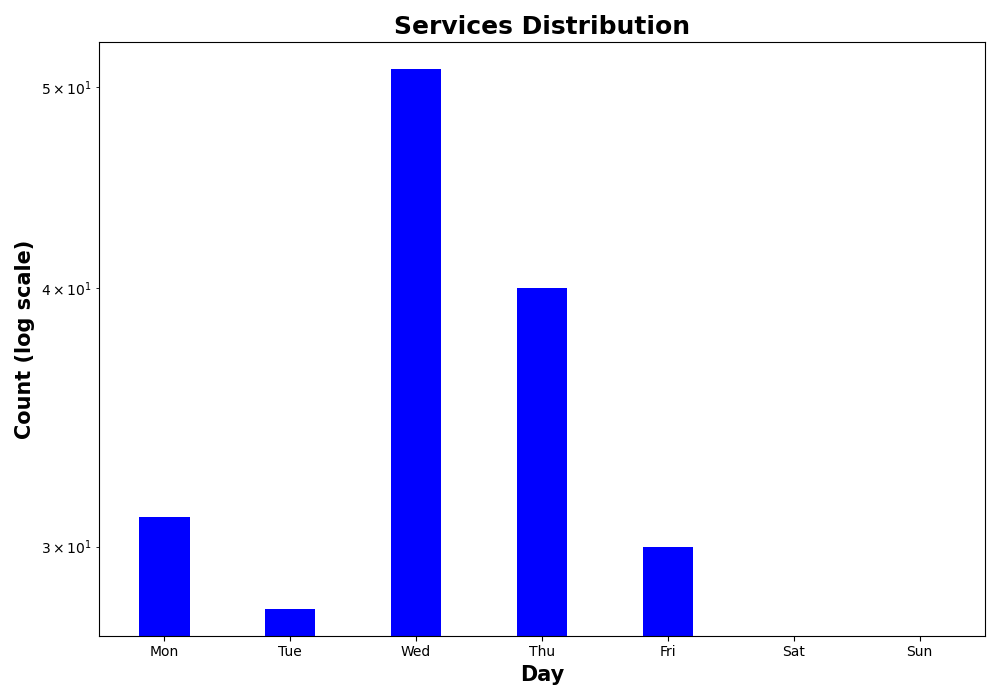 Services Distribution
5 × 10¹
4 × 10¹
3 × 10¹
Count (log scale)
Mon Tue Wed Thu Fri Sat Sun
Day